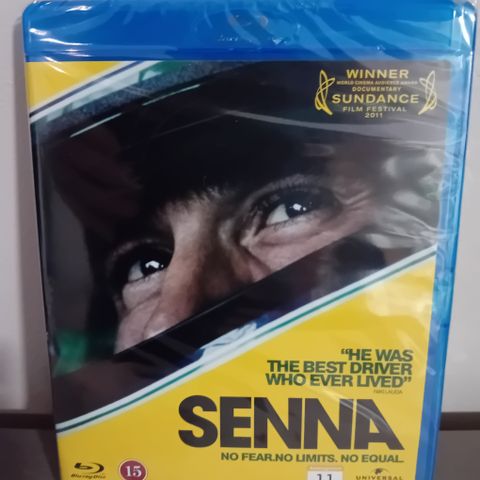 WINNER
WORLD CINEMA AUDIENCE AWARD
DOCUMENTARY
SUNDANCE
FILM FESTIVAL
2011
"HE WAS
THE BEST DRIVER
WHO EVER LIVED"
NIKI LAUDA
SENNA
NO FEAR.NO LIMITS. NO EQUAL.
Blu-ray Disc
15
11
UNIVERSAL